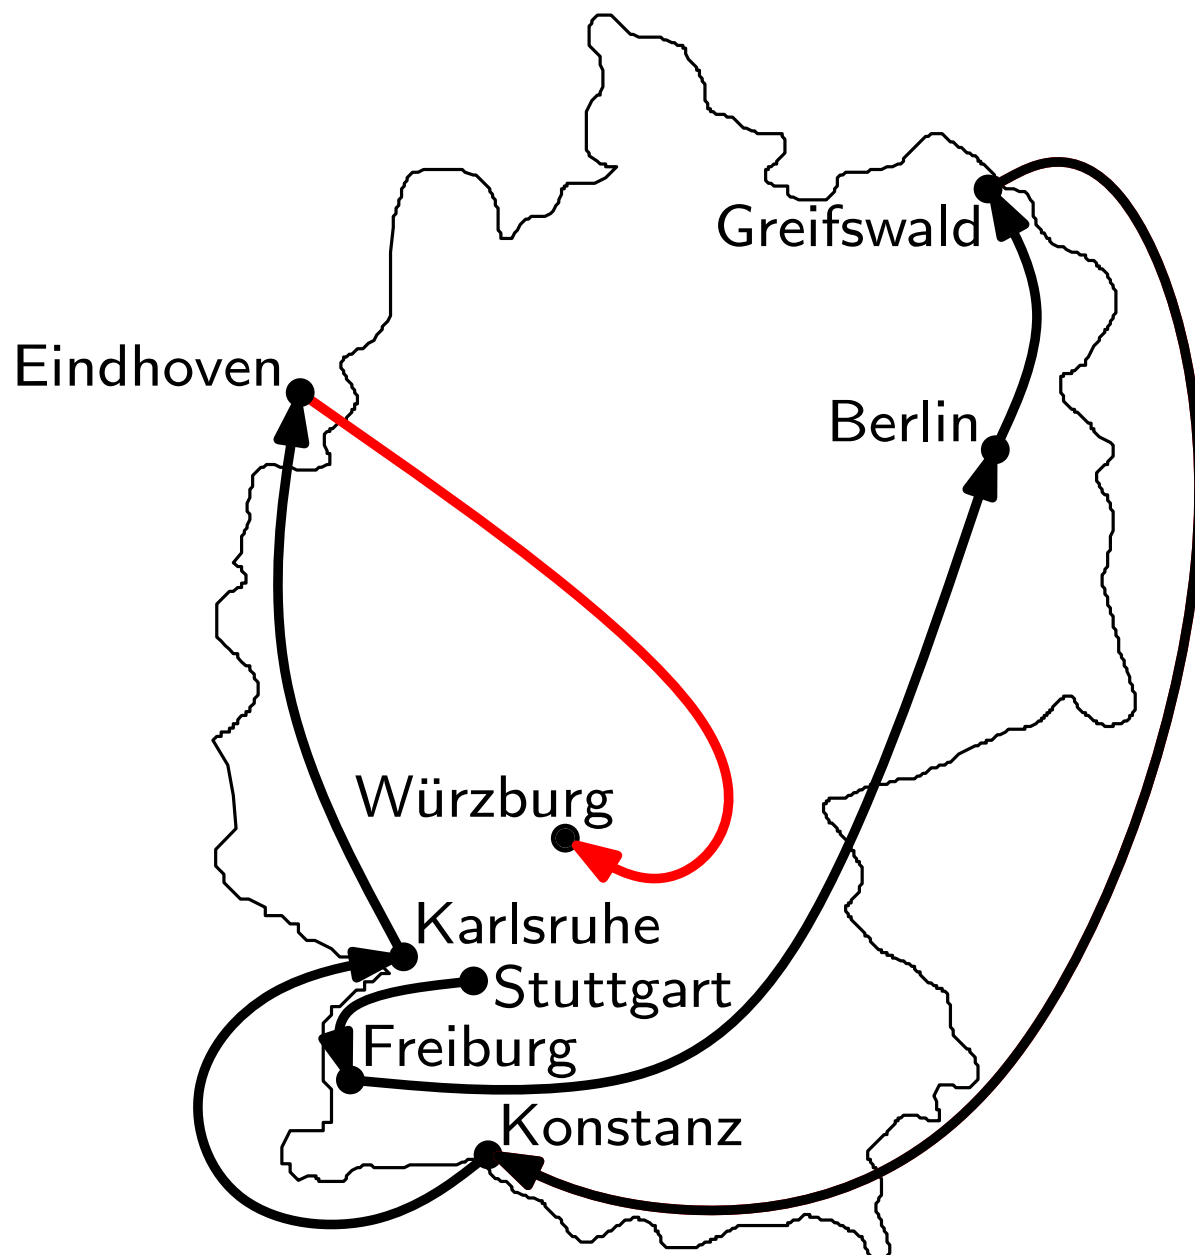 Greifswald
Eindhoven
Berlin
Würzburg
Karlsruhe
Stuttgart
Freiburg
Konstanz